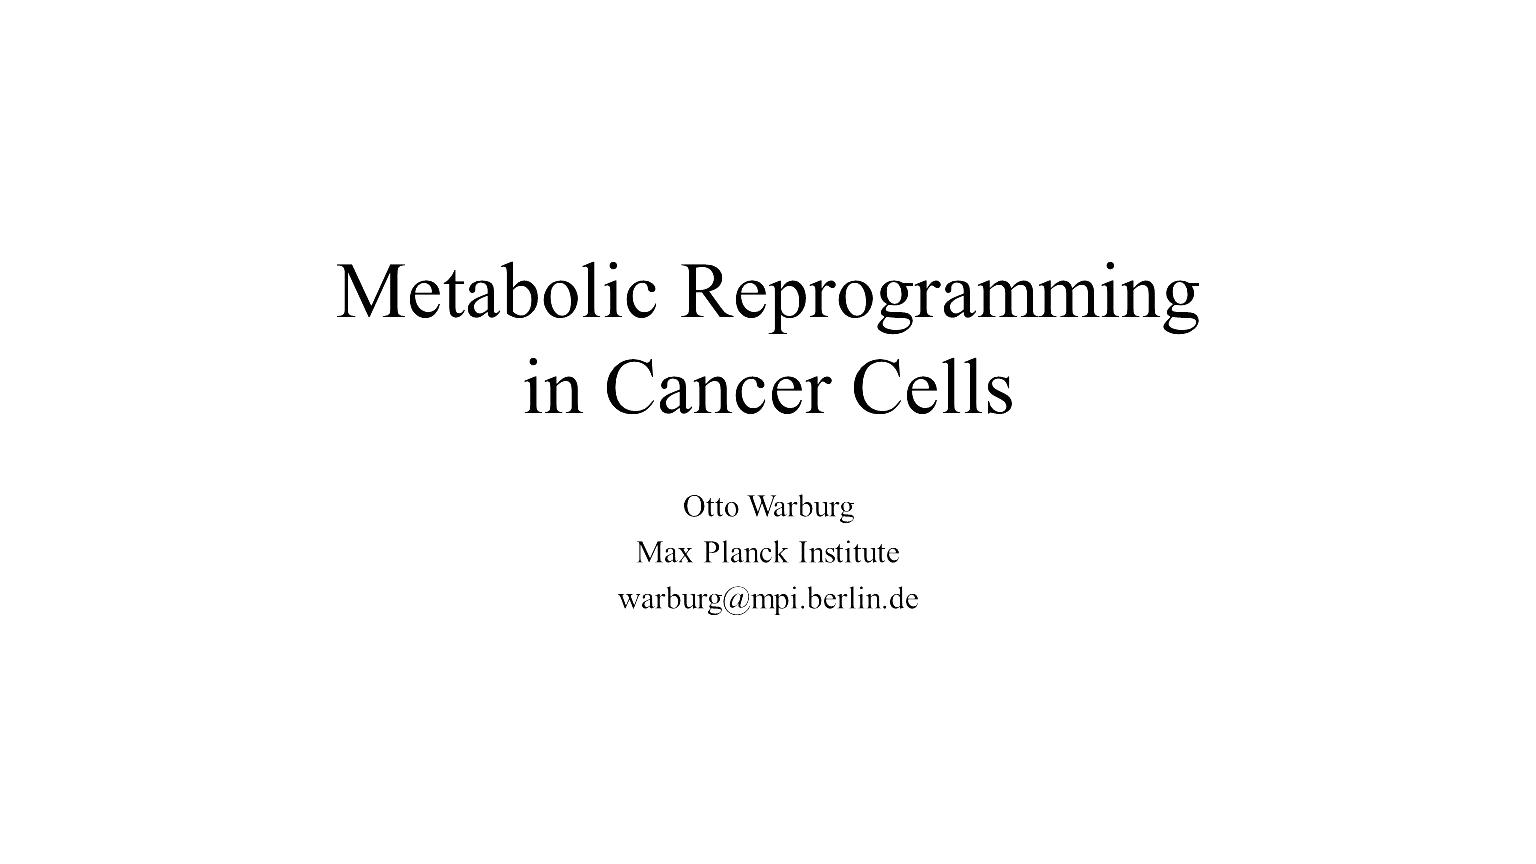 Metabolic Reprogramming
in Cancer Cells
Otto Warburg
Max Planck Institute
warburg@mpi.berlin.de